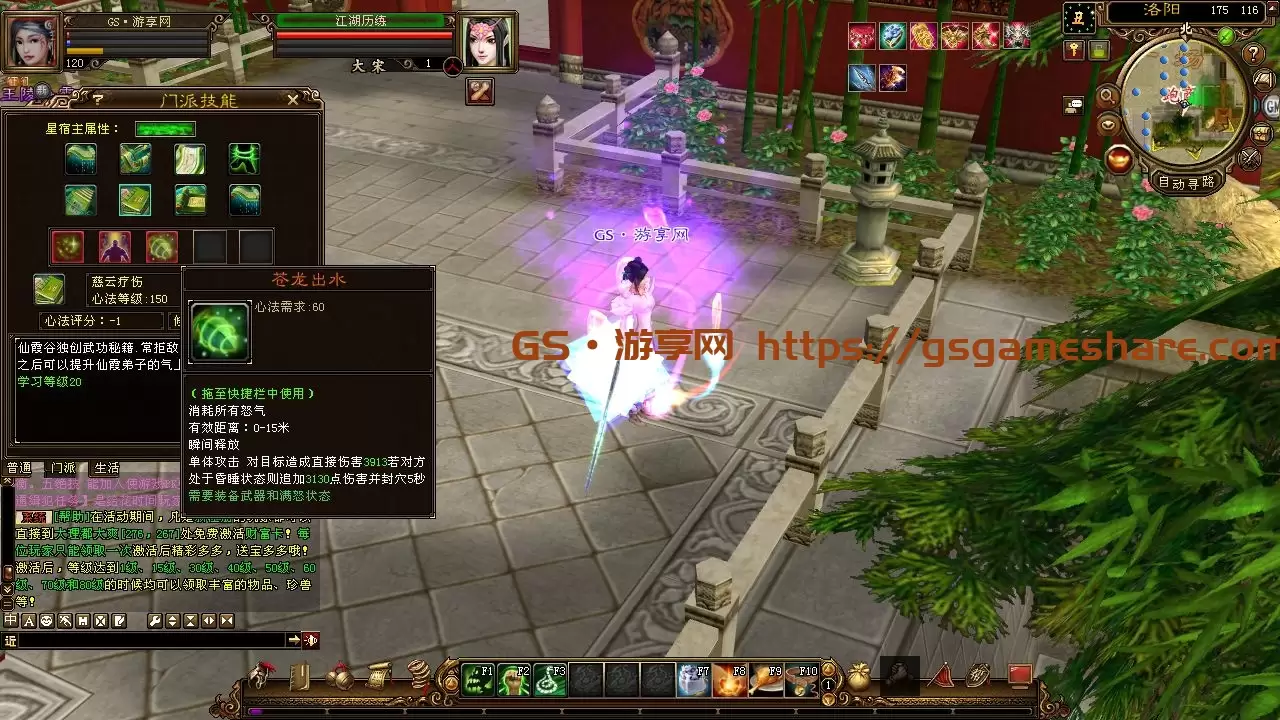 GS·游享网
120
江湖历练
大宋 1
丑
洛阳 175 116
北
自动寻路
? 门派技能
星宿主属性：
慈云疗伤
心法等级:150
心法评分：-1
仙霞谷独创武功秘籍.常拒敌
之后可以提升仙霞弟子的气
学习等级20
苍龙出水
心法需求:60
（拖至快捷栏中使用）
消耗所有怒气
有效距离：0-15米
瞬间释放
单体攻击 对目标造成直接伤害3913若对方
处于昏睡状态则追加3130点伤害并封穴5秒
需要装备武器和满怒状态
GS·游享网
GS·游享网 https://gsgameshare.com
普通 门派 生活
[帮助]在活动期间，凡是
直接到大理都大爽[276，267]处免费激活财富卡！每
位玩家只能领取一次激活后精彩多多，送宝多多哦！
激活后，等级达到1级、15级、30级、40级、50级、60
级、70级和80级的时候均可以领取丰富的物品、珍兽
等！
中 A
近
F1 F2 F3 F7 F8 F9 F10 1